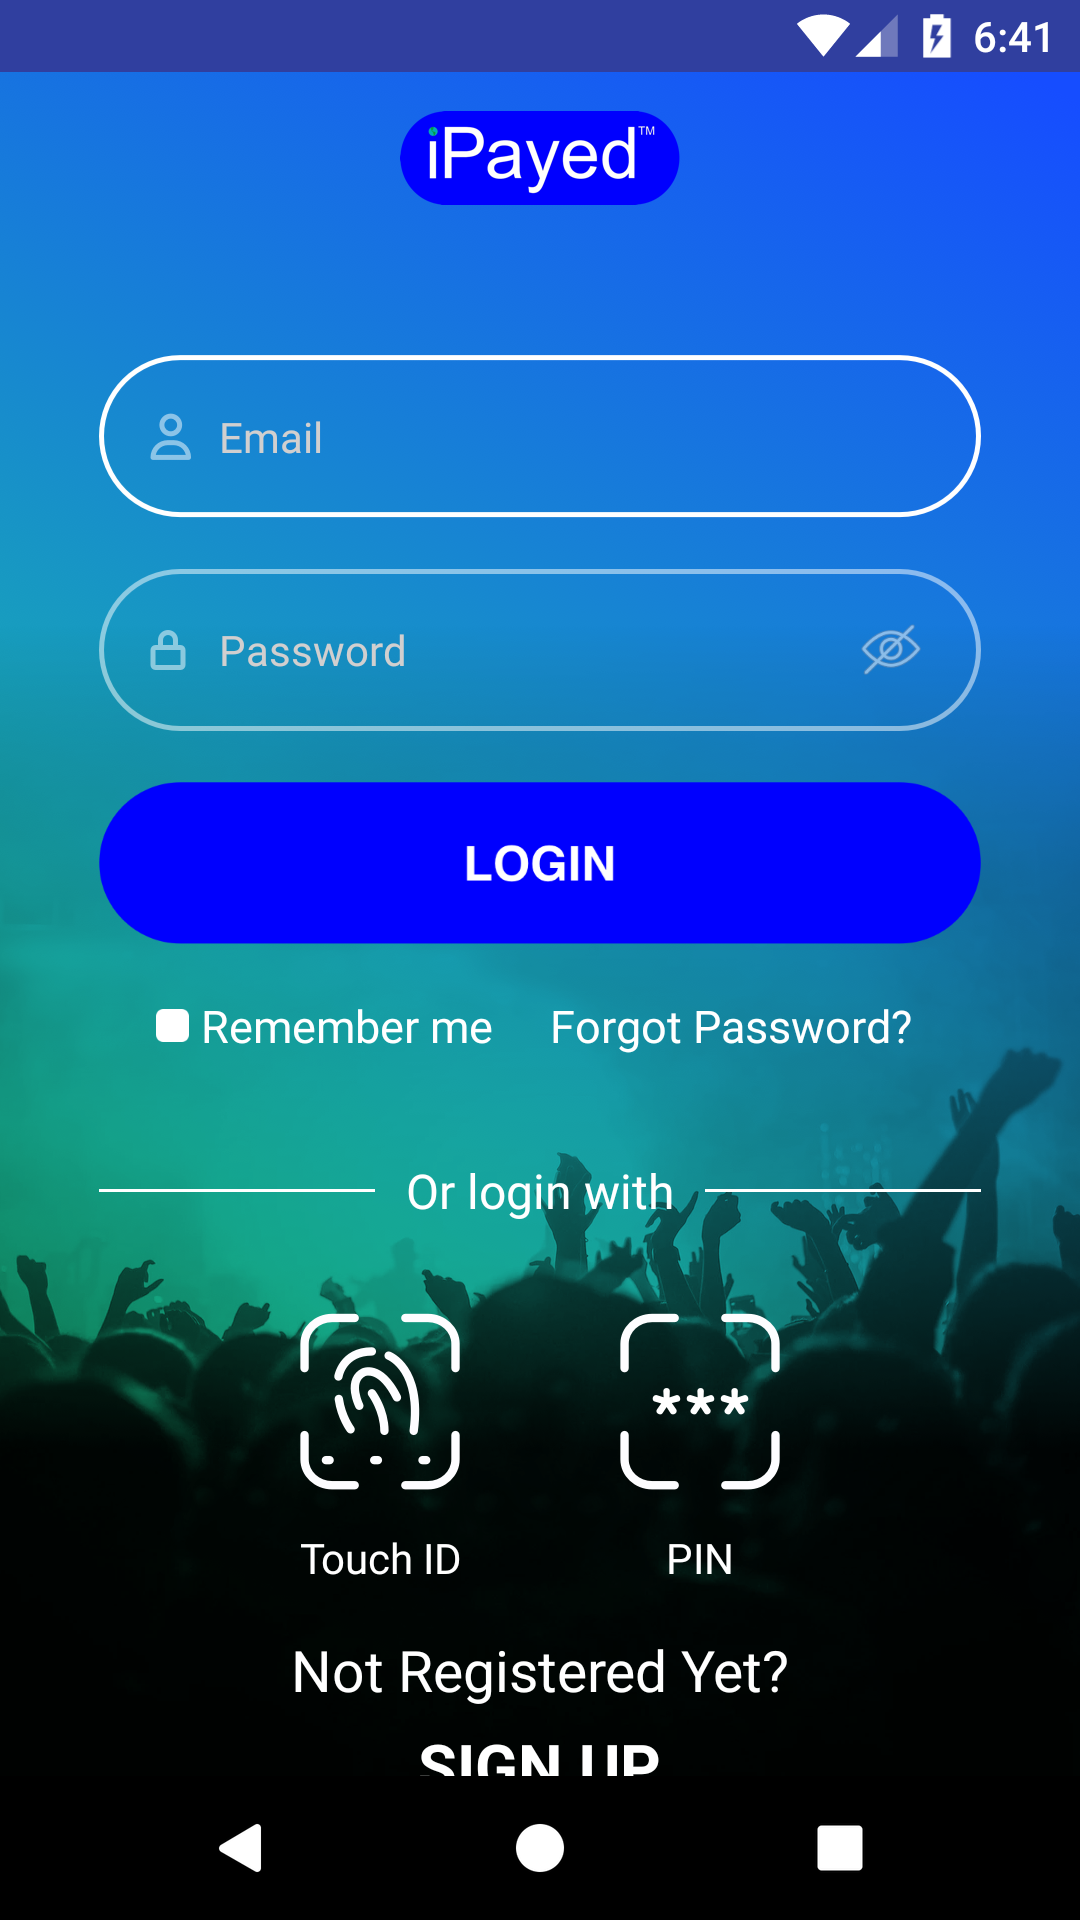 6:41
iPayed™
Email
Password
LOGIN
Remember me Forgot Password?
Or login with
***
Touch ID PIN
Not Registered Yet?
SIGN UP